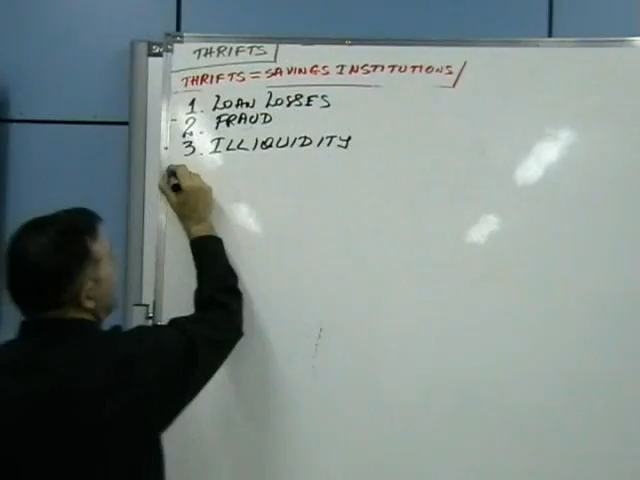 THRIFTS
THRIFTS = SAVINGS INSTITUTIONS
1. LOAN LOSSES
2. FRAUD
3. ILLIQUIDITY